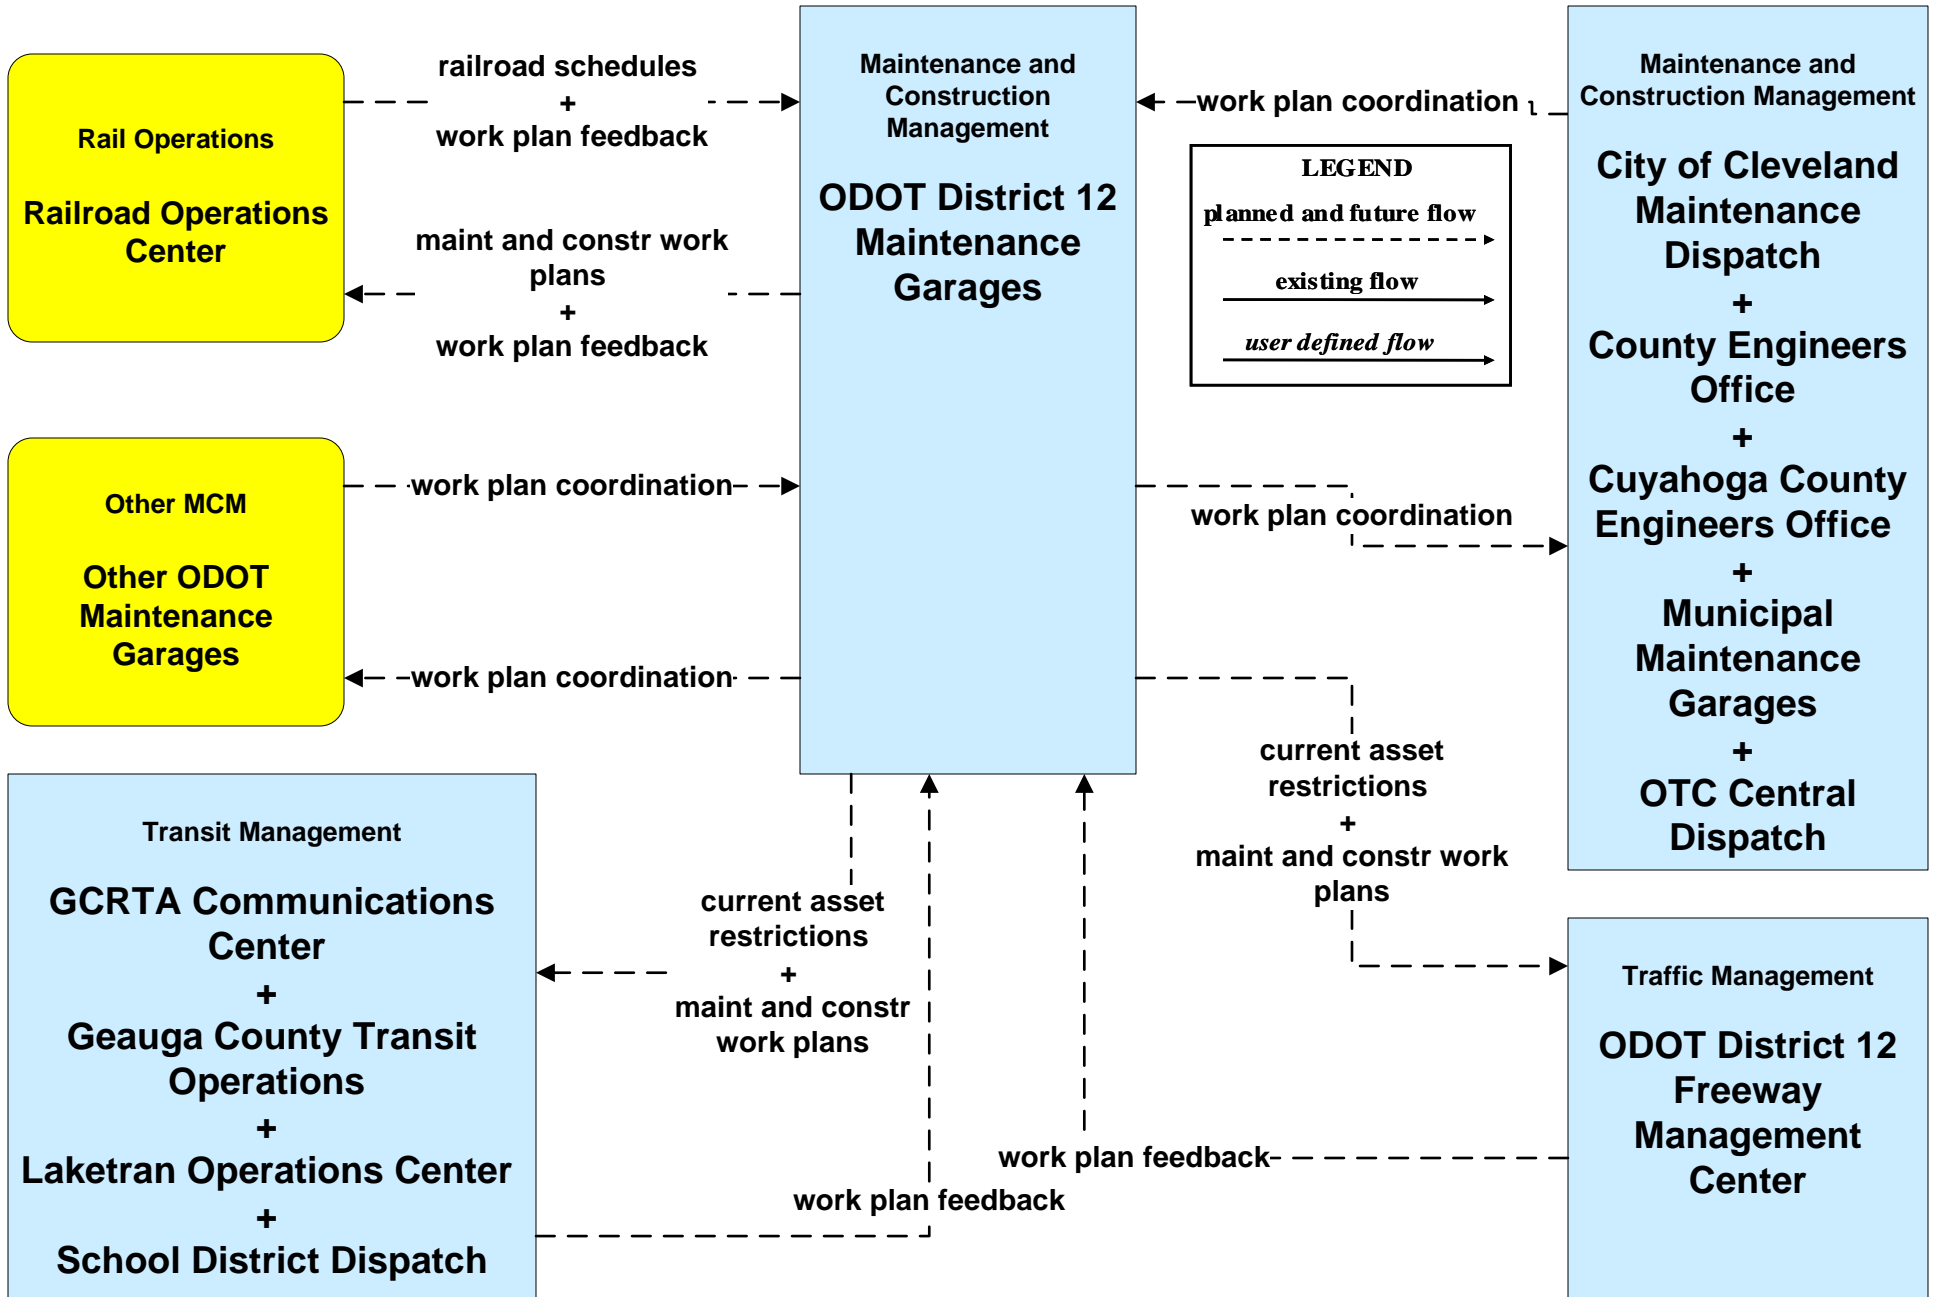 Rail Operations
Railroad Operations
Center
railroad schedules
+
work plan feedback
maint and constr work
plans
+
work plan feedback
Maintenance and
Construction
Management
ODOT District 12
Maintenance
Garages
work plan coordination
LEGEND
planned and future flow
existing flow
user defined flow
Maintenance and
Construction Management
City of Cleveland
Maintenance
Dispatch
+
County Engineers
Office
+
Cuyahoga County
Engineers Office
+
Municipal
Maintenance
Garages
+
OTC Central
Dispatch
Other MCM
Other ODOT
Maintenance
Garages
work plan coordination
work plan coordination
work plan coordination
current asset
restrictions
+
maint and constr work
plans
Transit Management
GCRTA Communications
Center
+
Geauga County Transit
Operations
+
Laketran Operations Center
+
School District Dispatch
current asset
restrictions
+
maint and constr
work plans
work plan feedback
work plan feedback
Traffic Management
ODOT District 12
Freeway
Management
Center